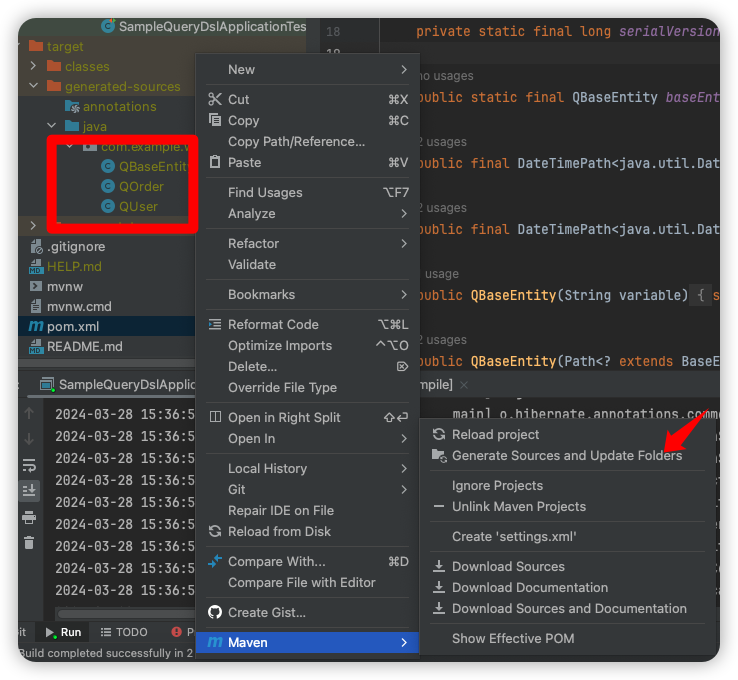 SampleQueryDslApplicationTes
target
classes
generated-sources
annotations
java
com.example.
QBaseEntity
QOrder
QUser
.gitignore
HELP.md
mvnw
mvnw.cmd
pom.xml
README.md
18
private static final long serialVersion
no usages
public static final QBaseEntity baseEnt
2 usages
public final DateTimePath<java.util.Dat
2 usages
public final DateTimePath<java.util.Dat
usage
public QBaseEntity(String variable) { s
2 usages
public QBaseEntity(Path<? extends BaseE
New
Cut ⌘X
Copy ⌘C
Copy Path/Reference...
Paste ⌘V
Find Usages ⌥F7
Analyze
Refactor
Validate
Bookmarks
Reformat Code ⌥⌘L
Optimize Imports ^⌥O
Delete... ⌦
Override File Type
Open in Right Split ⇧⏎
Open In
Local History
Git
Repair IDE on File
Reload from Disk
Compare With... ⌘D
Compare File with Editor
Create Gist...
Maven
Reload project
Generate Sources and Update Folders
Ignore Projects
Unlink Maven Projects
Create 'settings.xml'
Download Sources
Download Documentation
Download Sources and Documentation
Show Effective POM
SampleQueryDslApplic
mpile]
2024-03-28 15:36:5
main] o.hibernate.annotations.comm
2024-03-28 15:36:5
2024-03-28 15:36:5
2024-03-28 15:36:5
2024-03-28 15:36:5
2024-03-28 15:36:5
2024-03-28 15:36:5
2024-03-28 15:36:5
2024-03-28 15:36:5
it
Run
TODO
P
Build completed successfully in 2